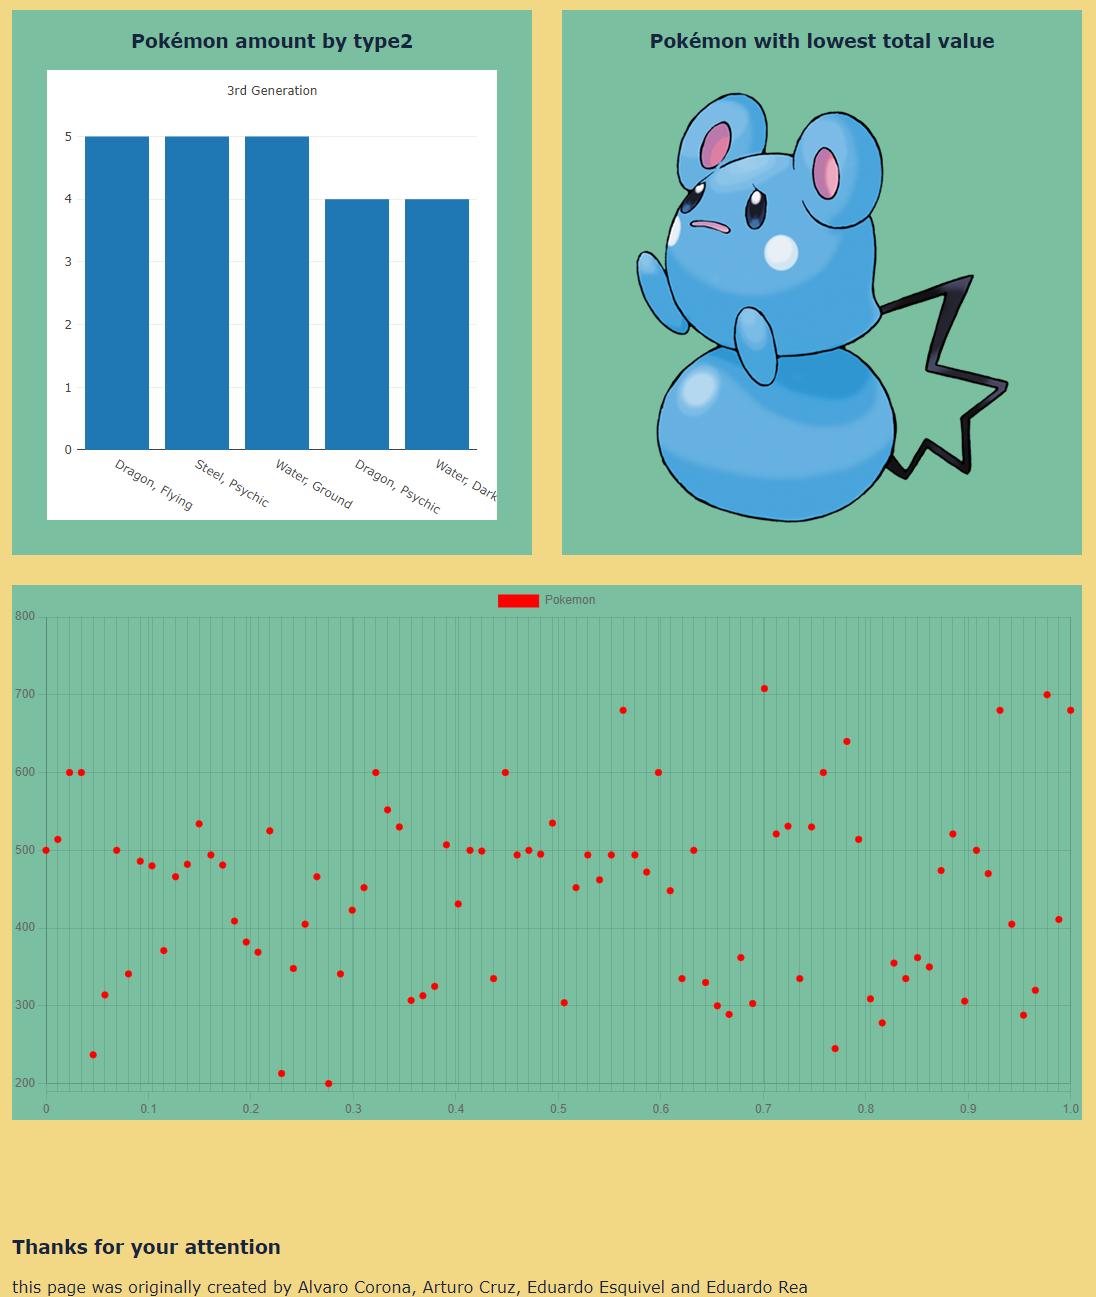 Pokémon amount by type2
3rd Generation
5
4
3
2
1
0
Dragon, Flying
Steel, Psychic
Water, Ground
Dragon, Psychic
Water, Dark
Pokémon with lowest total value
Pokemon
800
700
600
500
400
300
200
0 0.1 0.2 0.3 0.4 0.5 0.6 0.7 0.8 0.9 1.0
Thanks for your attention
this page was originally created by Alvaro Corona, Arturo Cruz, Eduardo Esquivel and Eduardo Rea